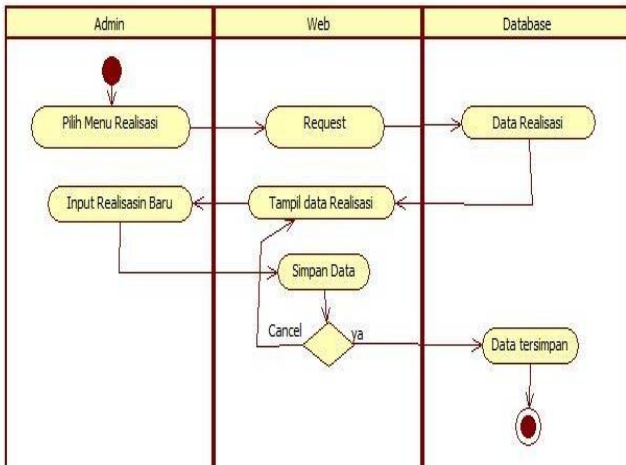 Admin
Web
Database
Pilih Menu Realisasi
Request
Data Realisasi
Input Realisasin Baru
Tampil data Realisasi
Simpan Data
Cancel
ya
Data tersimpan